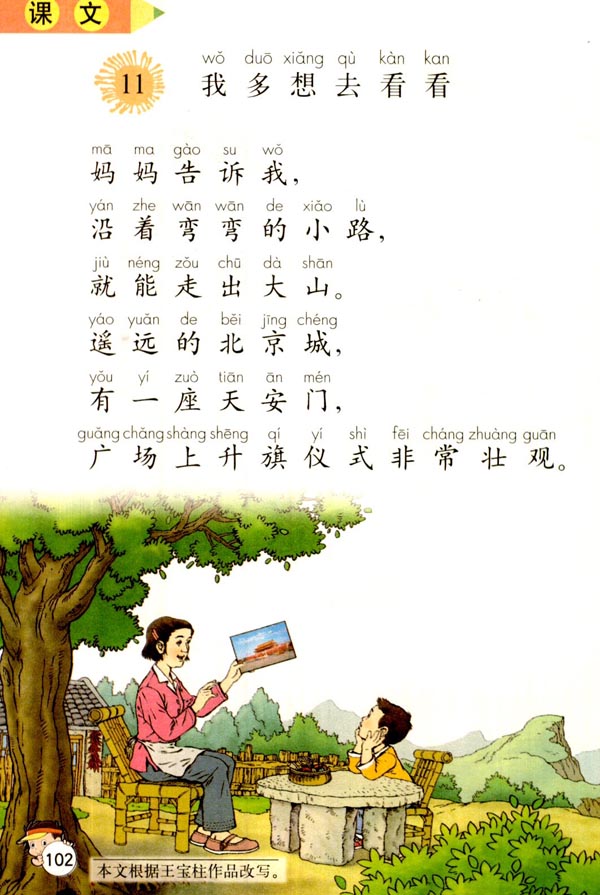 课文
11
wǒ duō xiǎng qù kàn kan
我多想去看看
mā ma gào su wǒ
妈妈告诉我，
yán zhe wān wān de xiǎo lù
沿着弯弯的小路，
jiù néng zǒu chū dà shān
就能走出大山。
yáo yuǎn de běi jīng chéng
遥远的北京城，
yǒu yí zuò tiān ān mén
有一座天安门，
guǎng chǎng shàng shēng qí yí shì fēi cháng zhuàng guān
广场上升旗仪式非常壮观。
102
本文根据王宝柱作品改写。